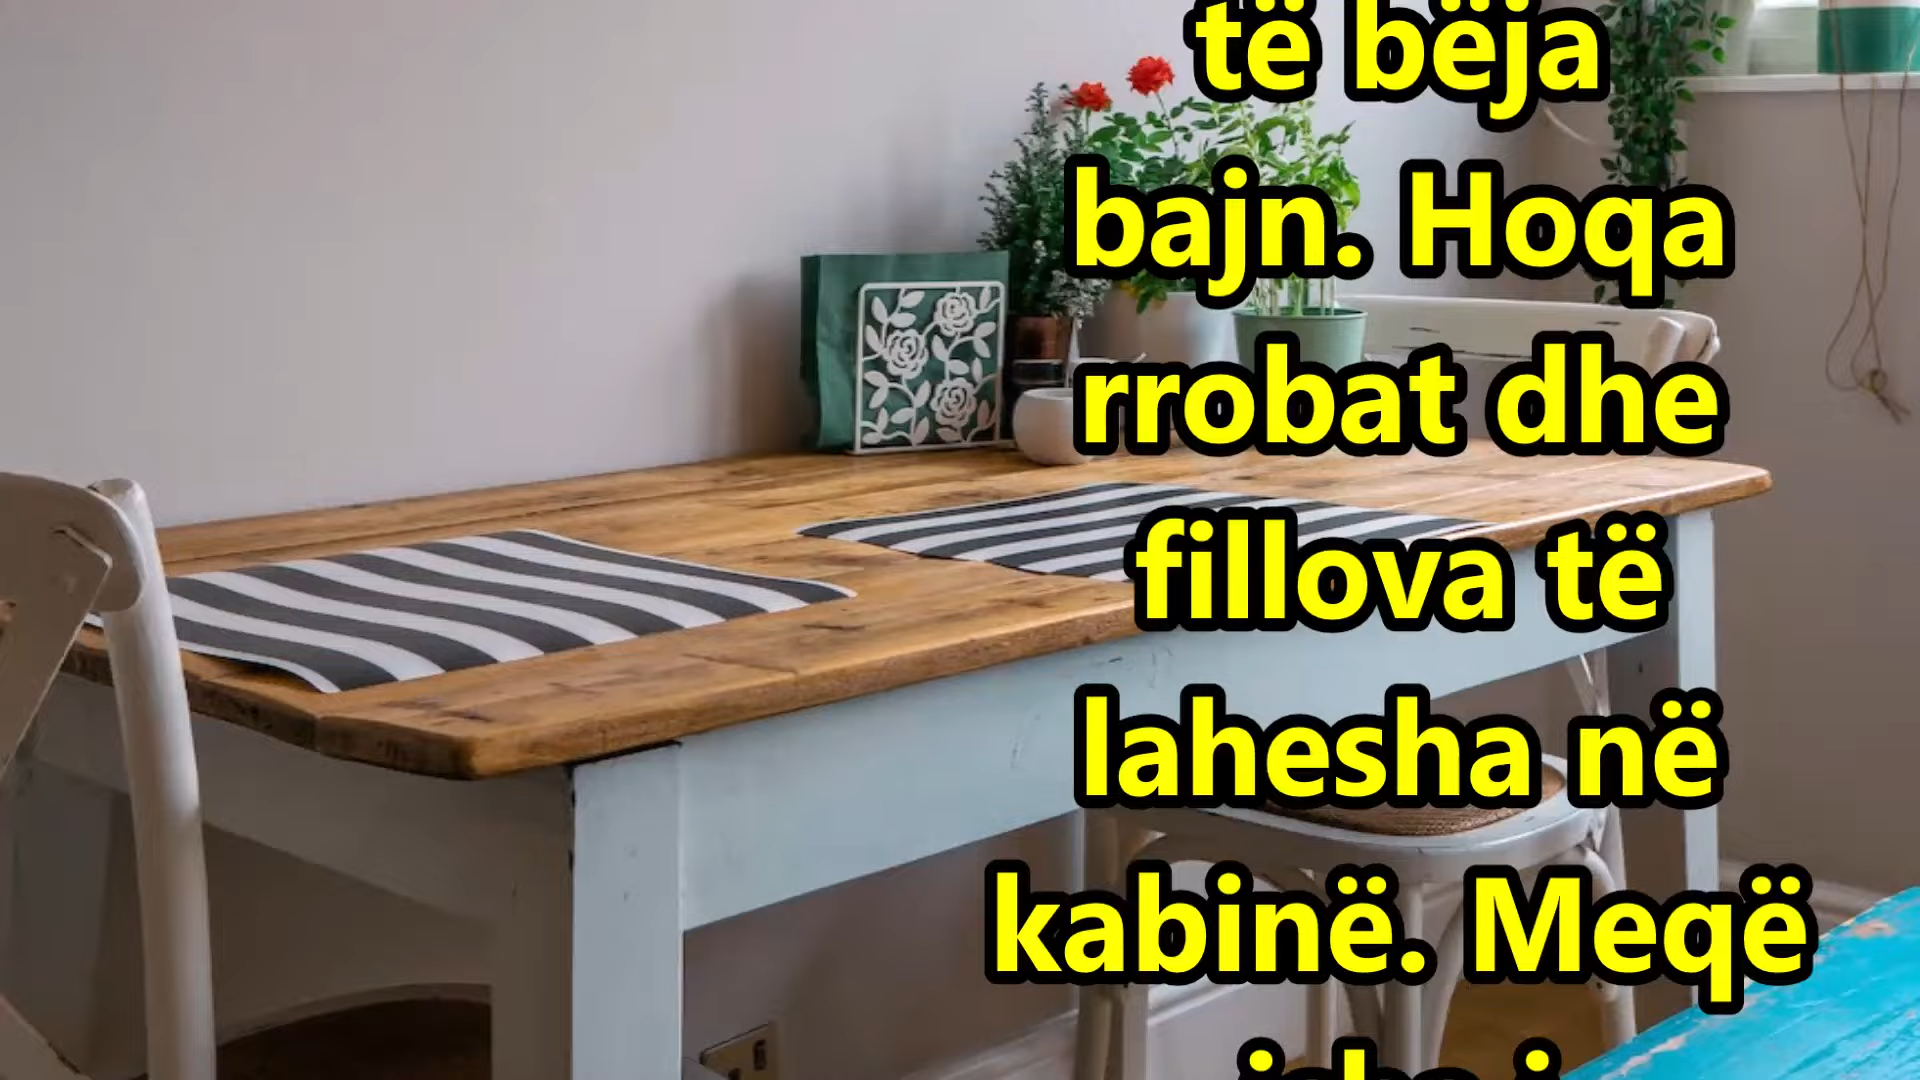 të bëja
bajn. Hoqa
rrobat dhe
fillova të
lahesha në
kabinë. Meqë